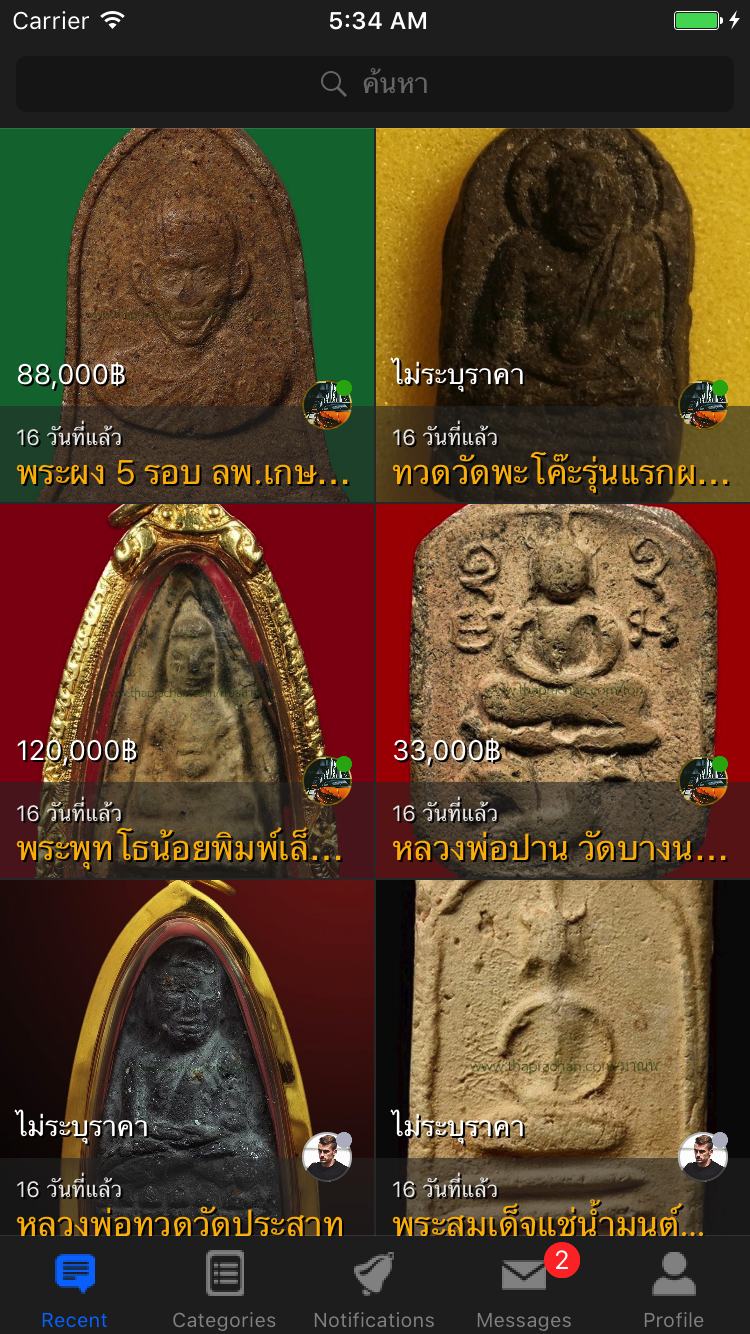 Carrier
5:34 AM
ค้นหา
88,000฿
16 วันที่แล้ว
พระผง 5 รอบ ลพ.เกษ...
ไม่ระบุราคา
16 วันที่แล้ว
ทวดวัดพะโค๊ะรุ่นแรกผ...
120,000฿
16 วันที่แล้ว
พระพุทโธน้อยพิมพ์เล็...
33,000฿
16 วันที่แล้ว
หลวงพ่อปาน วัดบางน...
ไม่ระบุราคา
16 วันที่แล้ว
หลวงพ่อทวดวัดประสาท
ไม่ระบุราคา
16 วันที่แล้ว
พระสมเด็จแช่น้ำมนต์...
2
Recent
Categories
Notifications
Messages
Profile